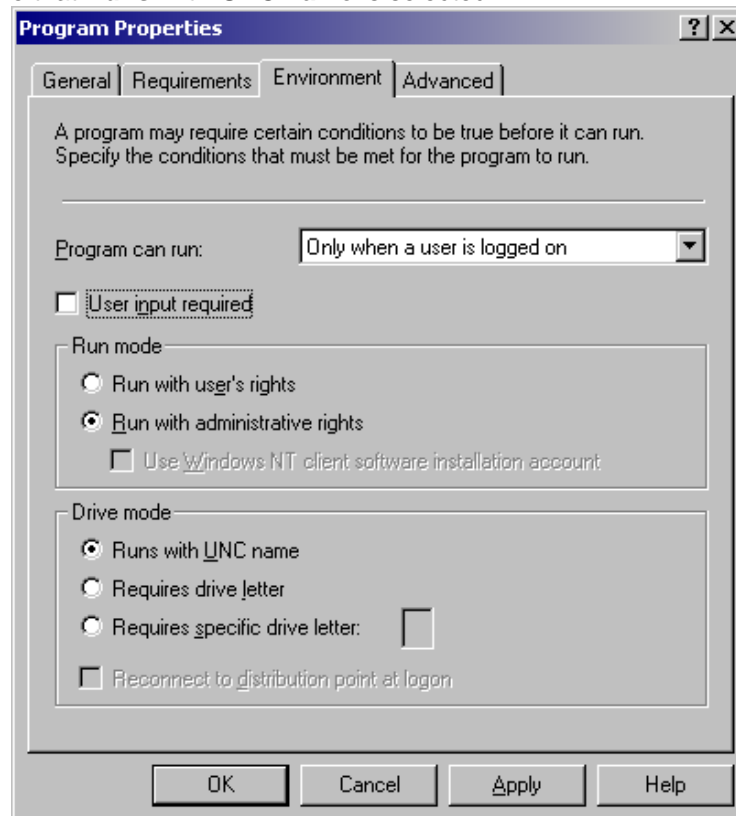 Program Properties
General Requirements Environment Advanced
A program may require certain conditions to be true before it can run.
Specify the conditions that must be met for the program to run.
Program can run: Only when a user is logged on
User input required
Run mode
Run with user's rights
Run with administrative rights
Use Windows NT client software installation account
Drive mode
Runs with UNC name
Requires drive letter
Requires specific drive letter:
Reconnect to distribution point at logon
OK Cancel Apply Help